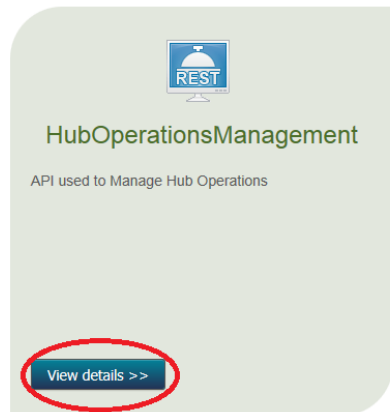 REST
HubOperationsManagement
API used to Manage Hub Operations
View details >>